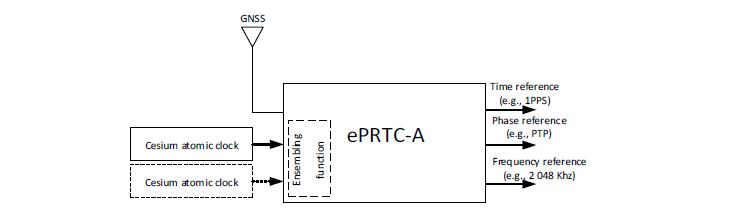 GNSS
Time reference
(e.g., 1PPS)
ePRTC-A
Phase reference
(e.g., PTP)
Cesium atomic clock
Ensembling
function
Frequency reference
(e.g., 2 048 Khz)
Cesium atomic clock